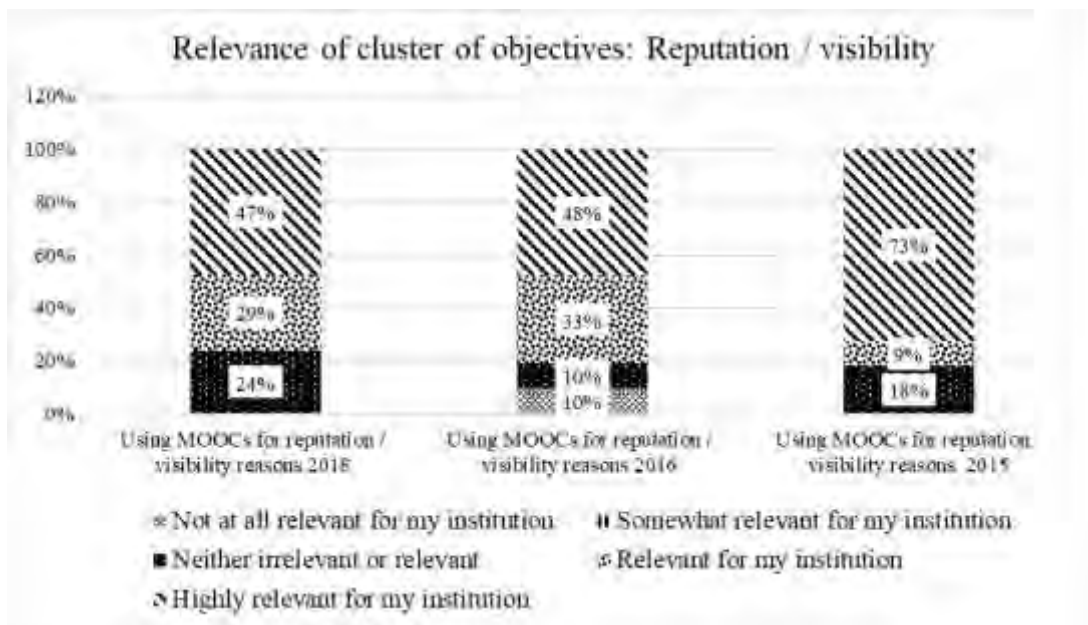 Relevance of cluster of objectives: Reputation / visibility
120%
100%
80%
60%
40%
20%
0%
47%
29%
24%
48%
33%
10%
10%
73%
9%
18%
Using MOOCs for reputation /
visibility reasons 2018
Using MOOCs for reputation /
visibility reasons 2016
Using MOOCs for reputation
visibility reasons 2015
Not at all relevant for my institution
Somewhat relevant for my institution
Neither irrelevant or relevant
Relevant for my institution
Highly relevant for my institution